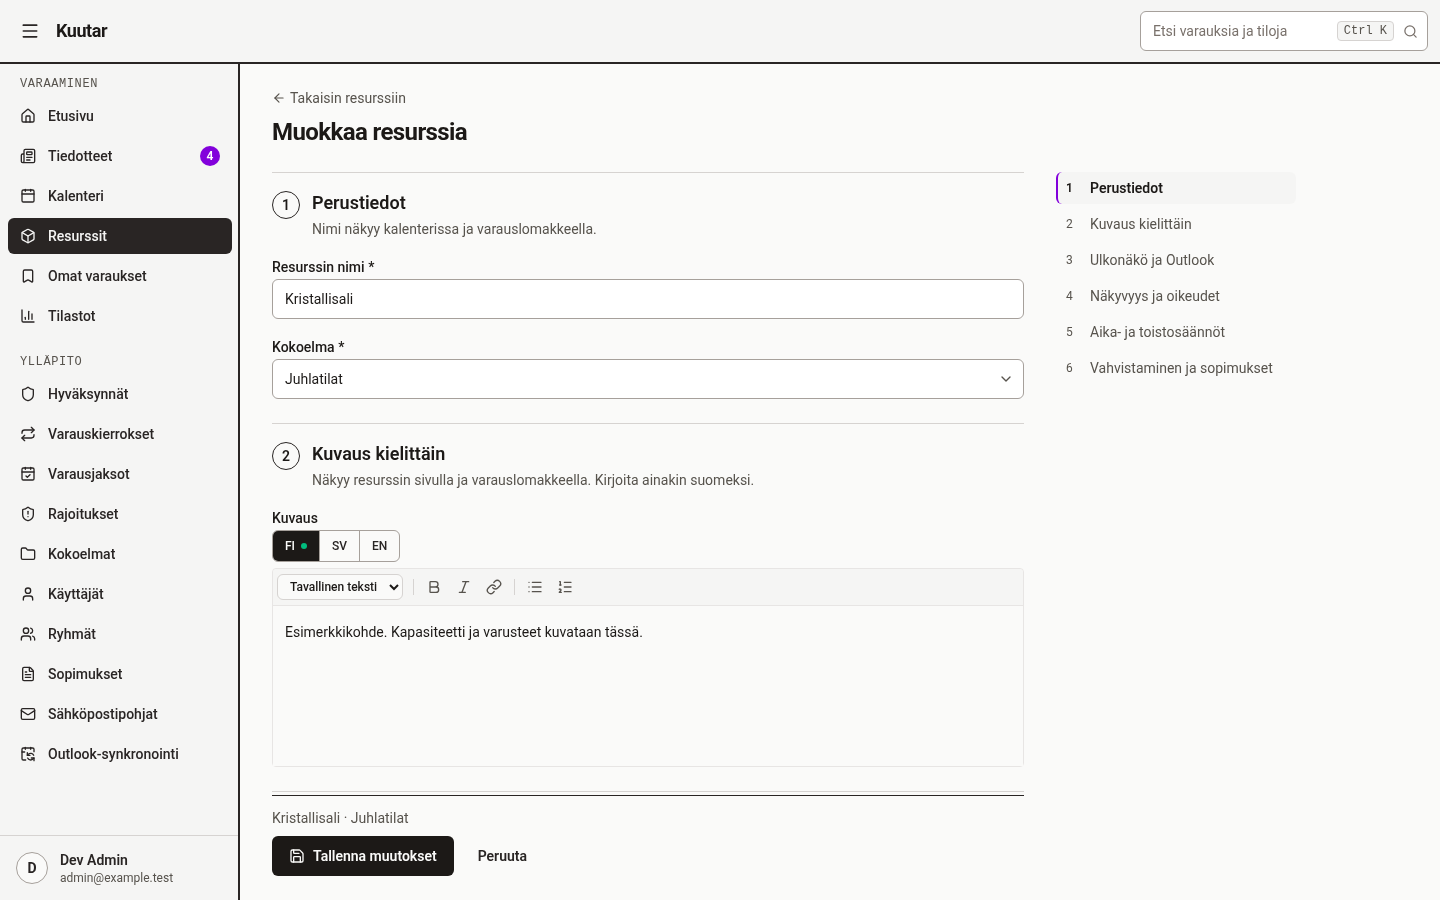 Kuutar
Etsi varauksia ja tiloja
Ctrl K
VARAAMINEN
Etusivu
Tiedotteet
4
Kalenteri
Resurssit
Omat varaukset
Tilastot
YLLÄPITO
Hyväksynnät
Varauskierrokset
Varausjaksot
Rajoitukset
Kokoelmat
Käyttäjät
Ryhmät
Sopimukset
Sähköpostipohjat
Outlook-synkronointi
D
Dev Admin
admin@example.test
Takaisin resurssiin
Muokkaa resurssia
1
Perustiedot
Nimi näkyy kalenterissa ja varauslomakkeella.
Resurssin nimi *
Kristallisali
Kokoelma *
Juhlatilat
2
Kuvaus kielittäin
Näkyy resurssin sivulla ja varauslomakkeella. Kirjoita ainakin suomeksi.
Kuvaus
FI
SV
EN
Tavallinen teksti
Esimerkkikohde. Kapasiteetti ja varusteet kuvataan tässä.
Kristallisali · Juhlatilat
Tallenna muutokset
Peruuta
1 Perustiedot
2 Kuvaus kielittäin
3 Ulkonäkö ja Outlook
4 Näkyvyys ja oikeudet
5 Aika- ja toistosäännöt
6 Vahvistaminen ja sopimukset